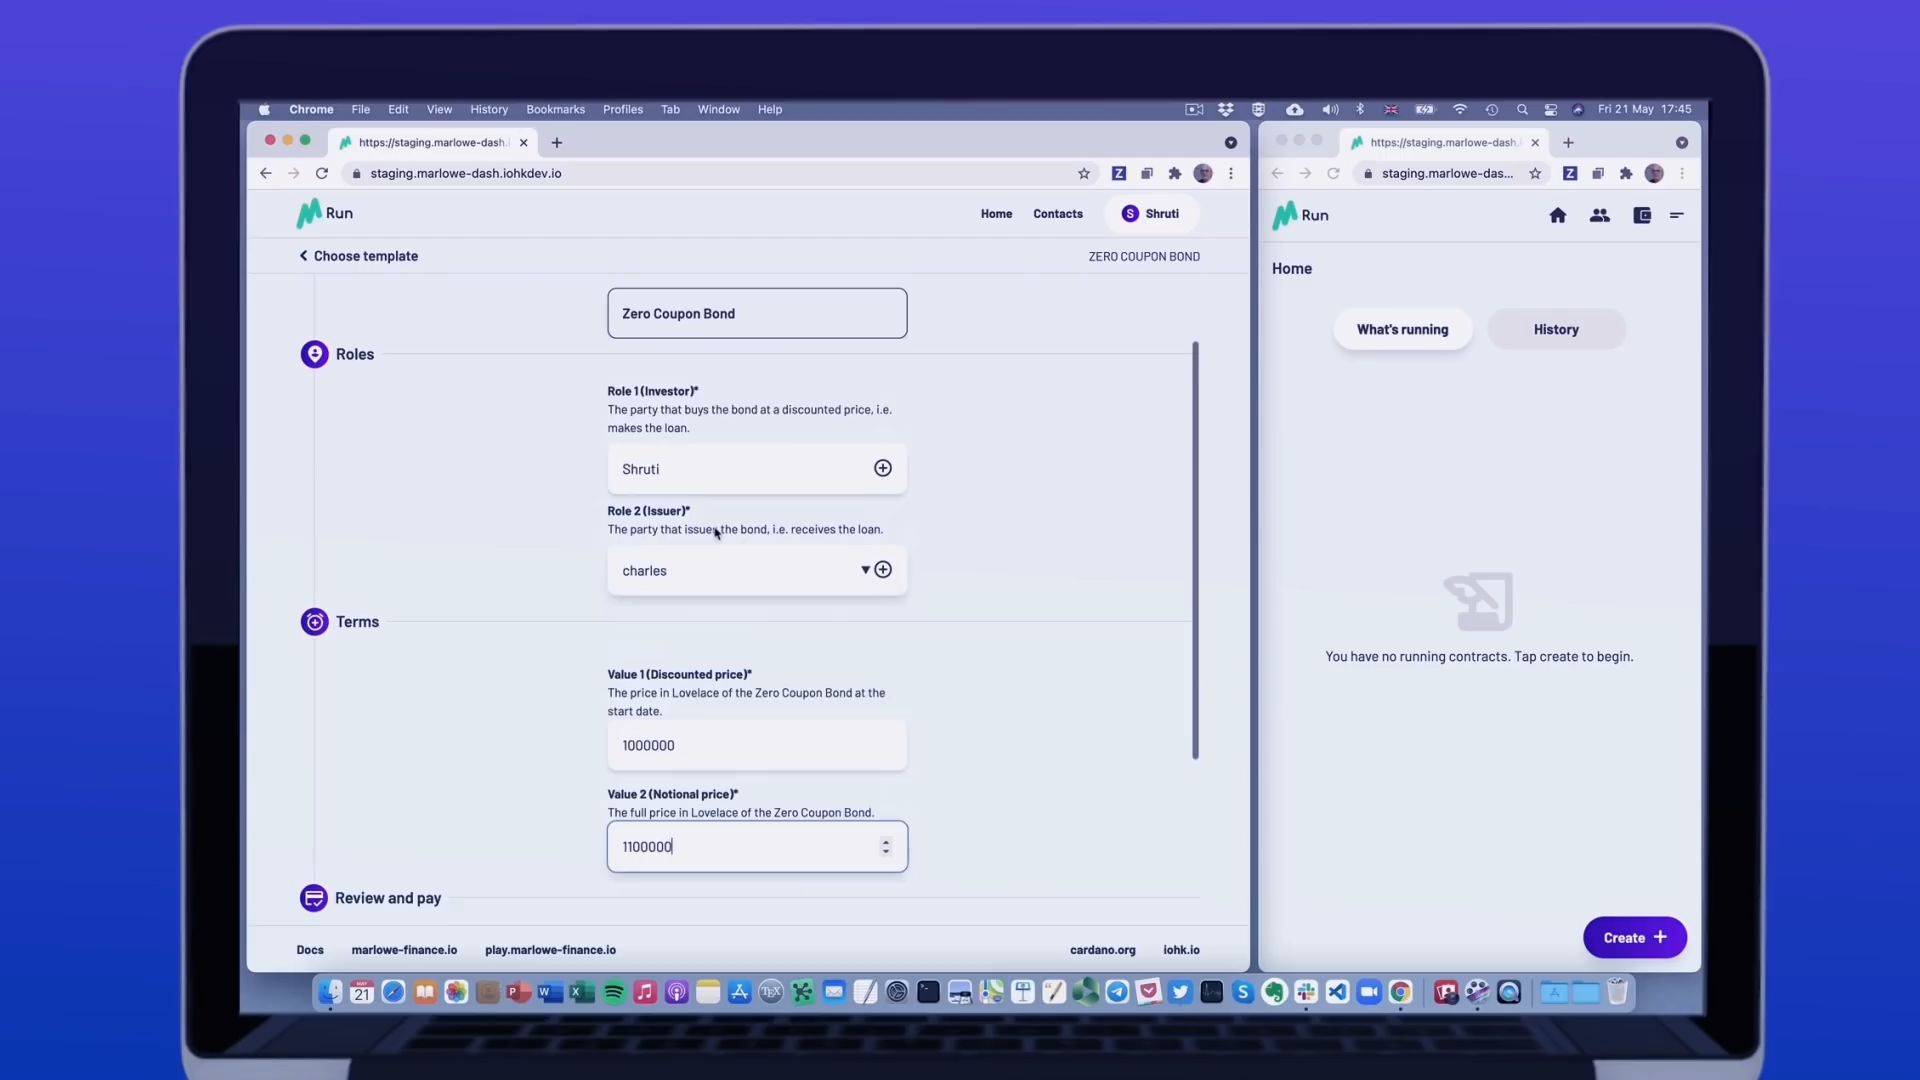 Chrome File Edit View History Bookmarks Profiles Tab Window Help
Fri 21 May 17:45
https://staging.marlowe-dash.
staging.marlowe-dash.iohkdev.io
Run
Home Contacts S Shruti
Choose template
ZERO COUPON BOND
Zero Coupon Bond
Roles
Role 1 (Investor)*
The party that buys the bond at a discounted price, i.e.
makes the loan.
Shruti
Role 2 (Issuer)*
The party that issues the bond, i.e. receives the loan.
charles
Terms
Value 1 (Discounted price)*
The price in Lovelace of the Zero Coupon Bond at the
start date.
1000000
Value 2 (Notional price)*
The full price in Lovelace of the Zero Coupon Bond.
1100000
Review and pay
Docs marlowe-finance.io play.marlowe-finance.io
cardano.org iohk.io
https://staging.marlowe-dash.
staging.marlowe-das...
Run
Home
What's running
History
You have no running contracts. Tap create to begin.
Create +
21